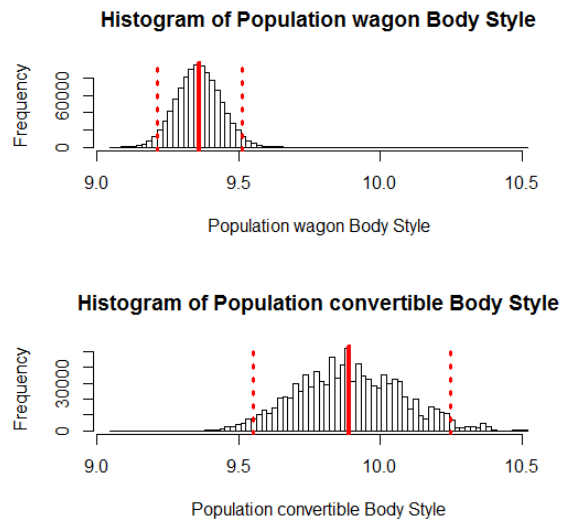 Histogram of Population wagon Body Style
Frequency
0 60000
9.0 9.5 10.0 10.5
Population wagon Body Style
Histogram of Population convertible Body Style
Frequency
0 30000
9.0 9.5 10.0 10.5
Population convertible Body Style